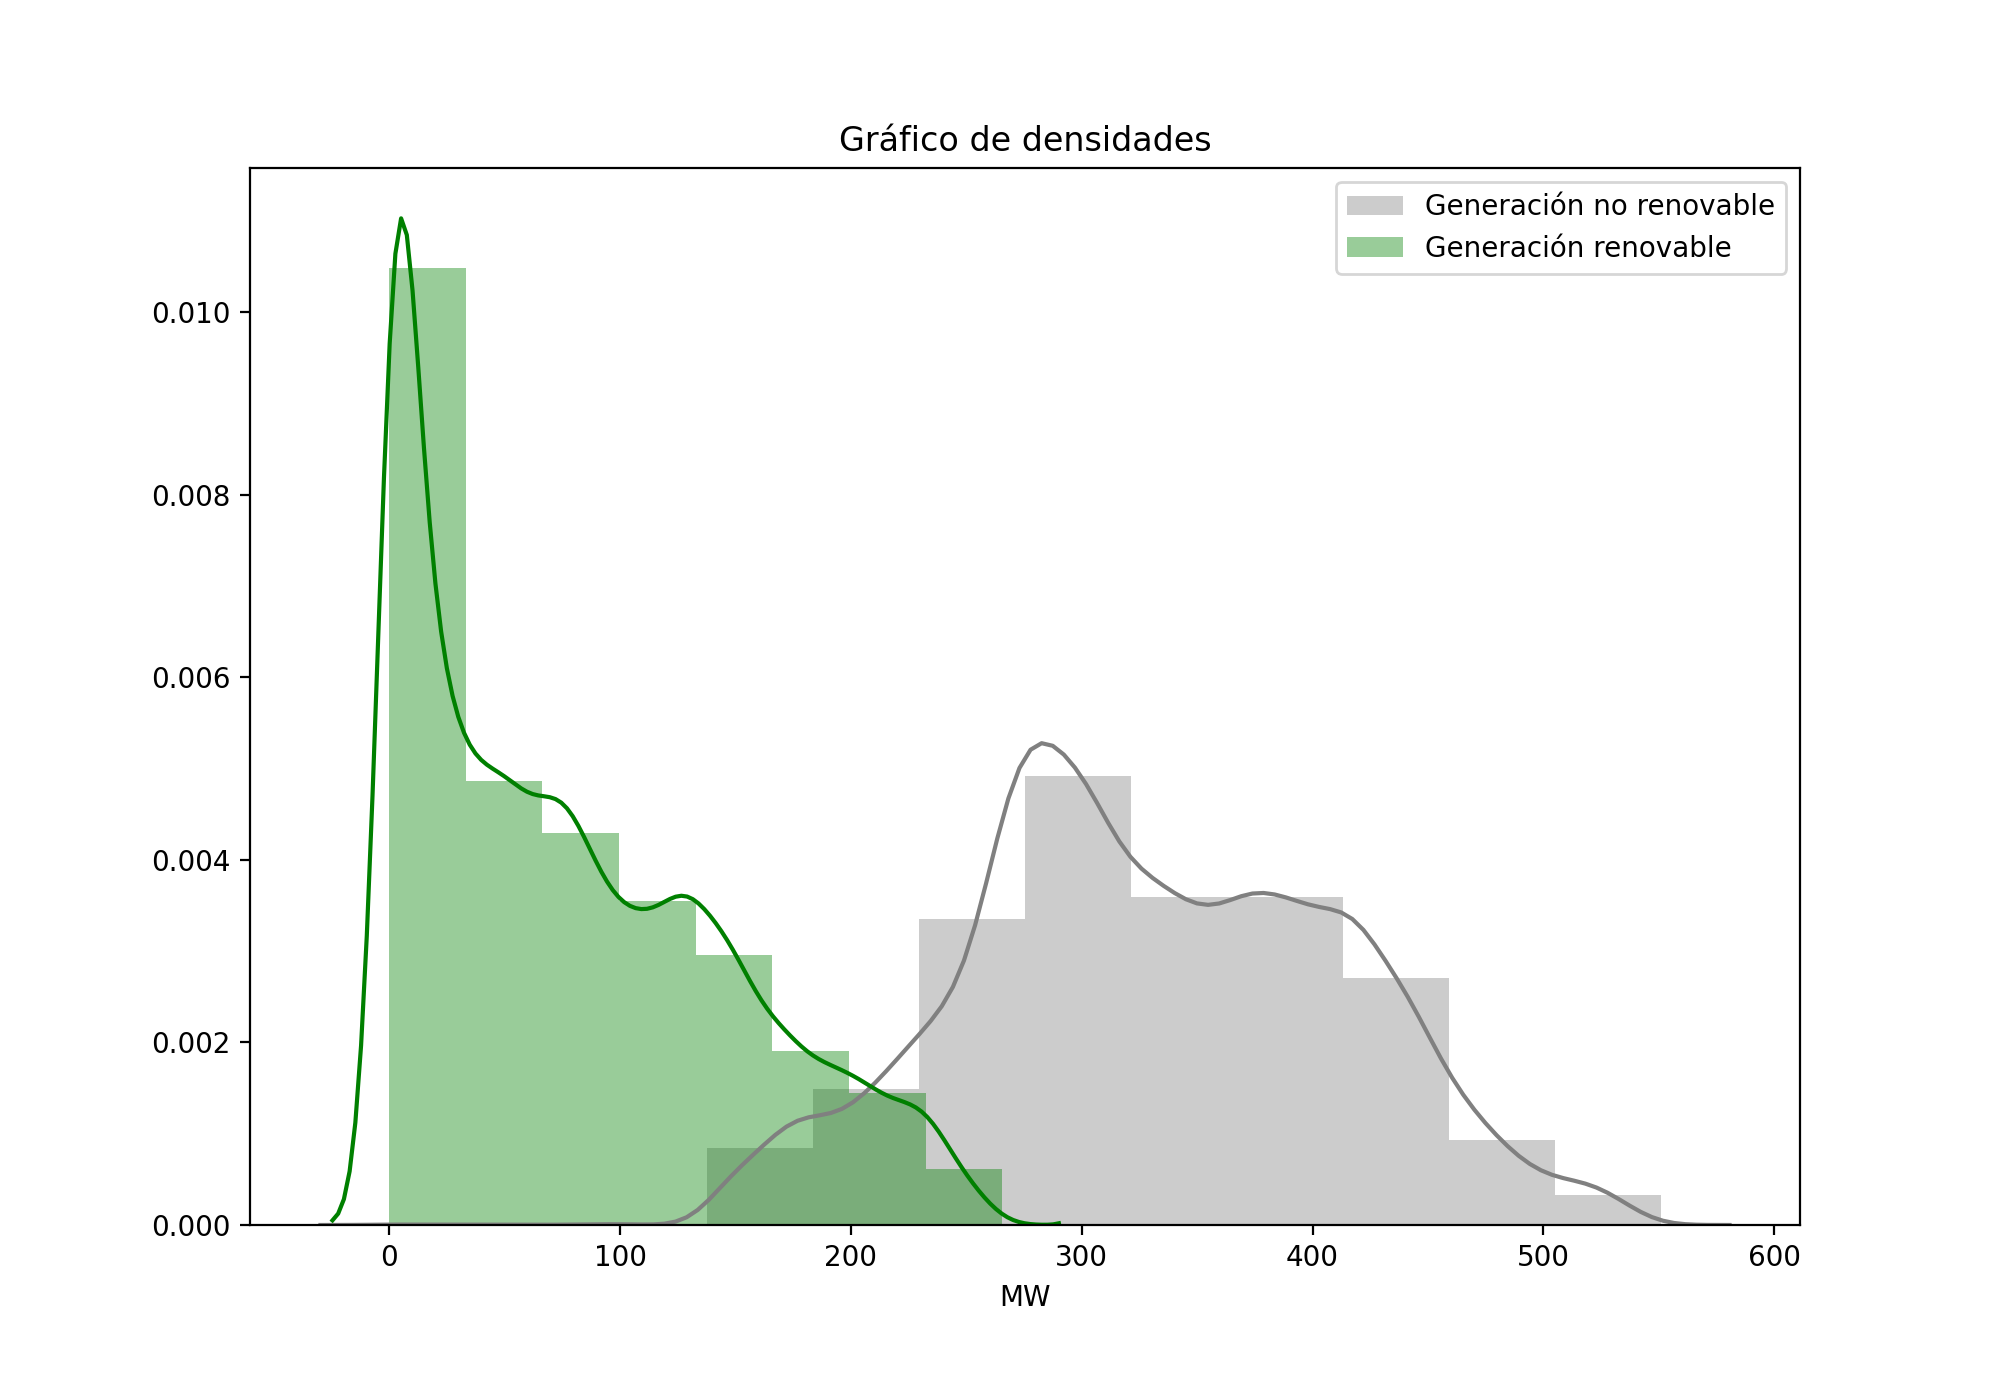 Gráfico de densidades
Generación no renovable
Generación renovable
0.010
0.008
0.006
0.004
0.002
0.000
0 100 200 300 400 500 600
MW